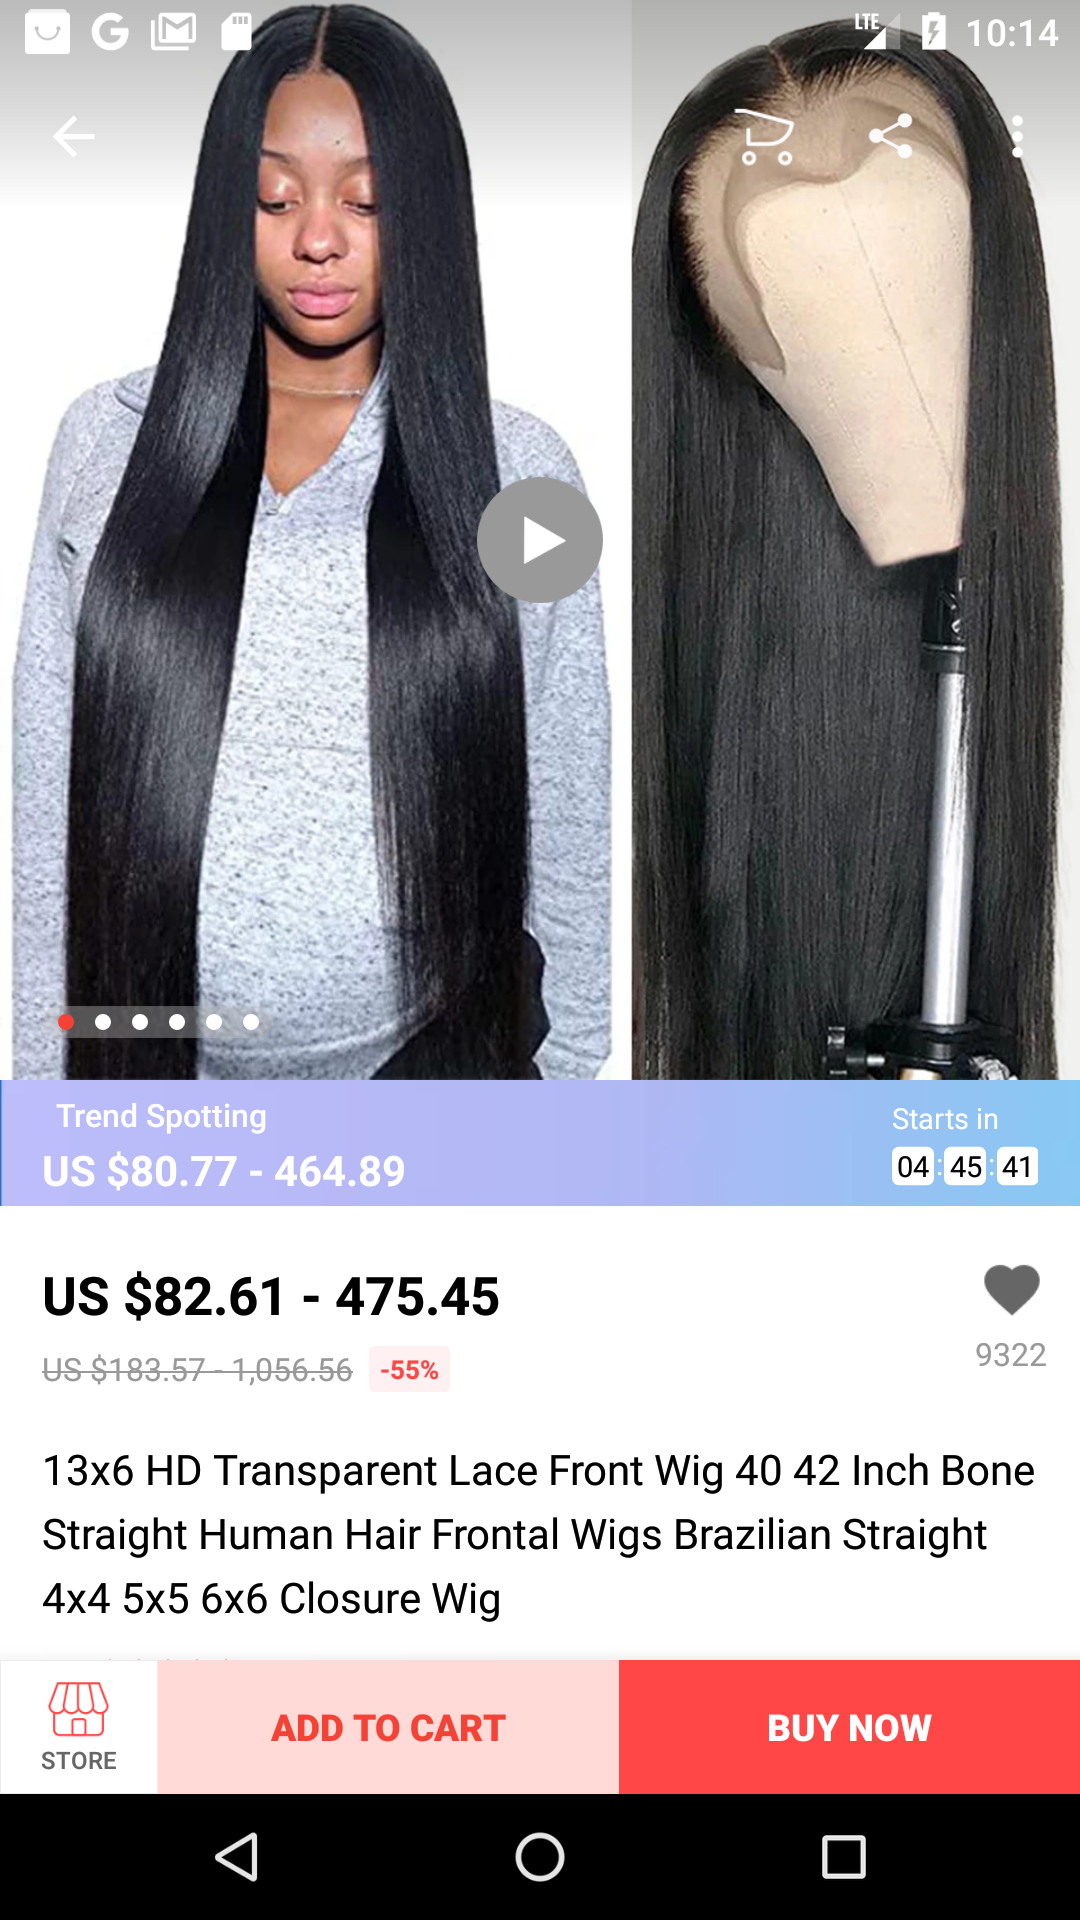 LTE 10:14
Trend Spotting
Starts in
US $80.77 - 464.89
04:45:41
US $82.61 - 475.45
US $183.57 - 1,056.56 -55%
9322
13x6 HD Transparent Lace Front Wig 40 42 Inch Bone
Straight Human Hair Frontal Wigs Brazilian Straight
4x4 5x5 6x6 Closure Wig
STORE
ADD TO CART
BUY NOW